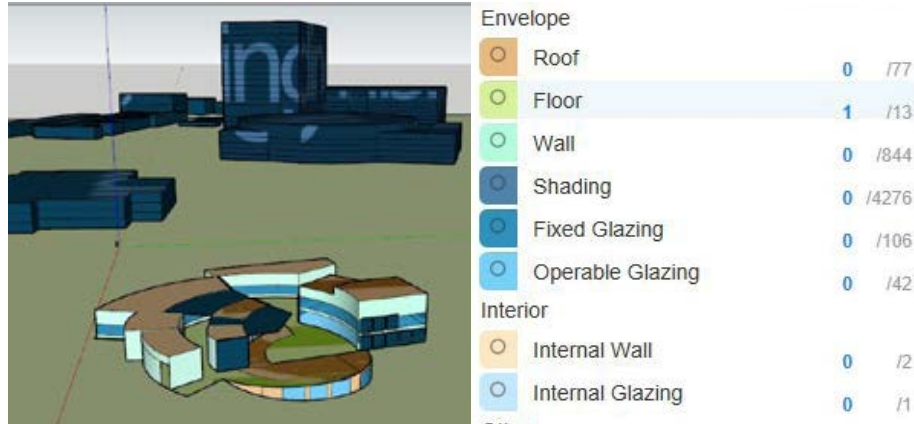 Envelope
Roof 0 /77
Floor 1 /13
Wall 0 /844
Shading 0 /4276
Fixed Glazing 0 /106
Operable Glazing 0 /42
Interior
Internal Wall 0 /2
Internal Glazing 0 /1